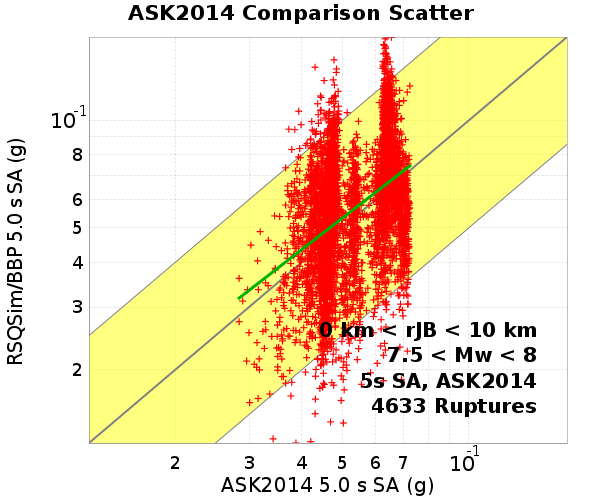 ASK2014 Comparison Scatter
RSQSim/BBP 5.0 s SA (g)
10-1
8
6
5
4
3
2
0 km < rJB < 10 km
7.5 < Mw < 8
5s SA, ASK2014
4633 Ruptures
2 3 4 5 6 7 10-1
ASK2014 5.0 s SA (g)